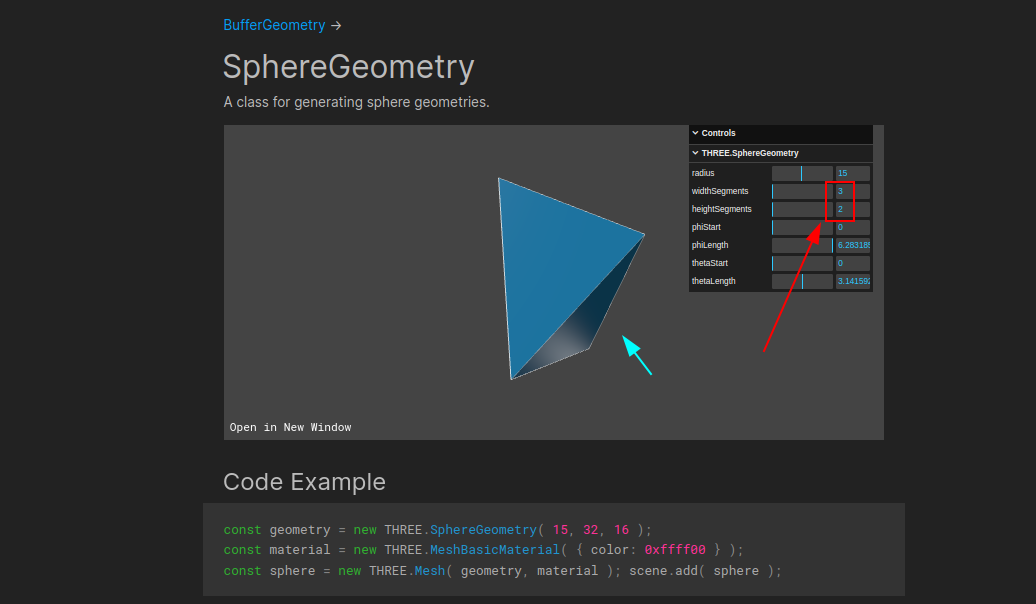 BufferGeometry →
SphereGeometry
A class for generating sphere geometries.
Controls
THREE.SphereGeometry
radius 15
widthSegments 3
heightSegments 2
phiStart 0
phiLength 6.283185
thetaStart 0
thetaLength 3.141592
Open in New Window
Code Example
const geometry = new THREE.SphereGeometry( 15, 32, 16 );
const material = new THREE.MeshBasicMaterial( { color: 0xffff00 } );
const sphere = new THREE.Mesh( geometry, material ); scene.add( sphere );